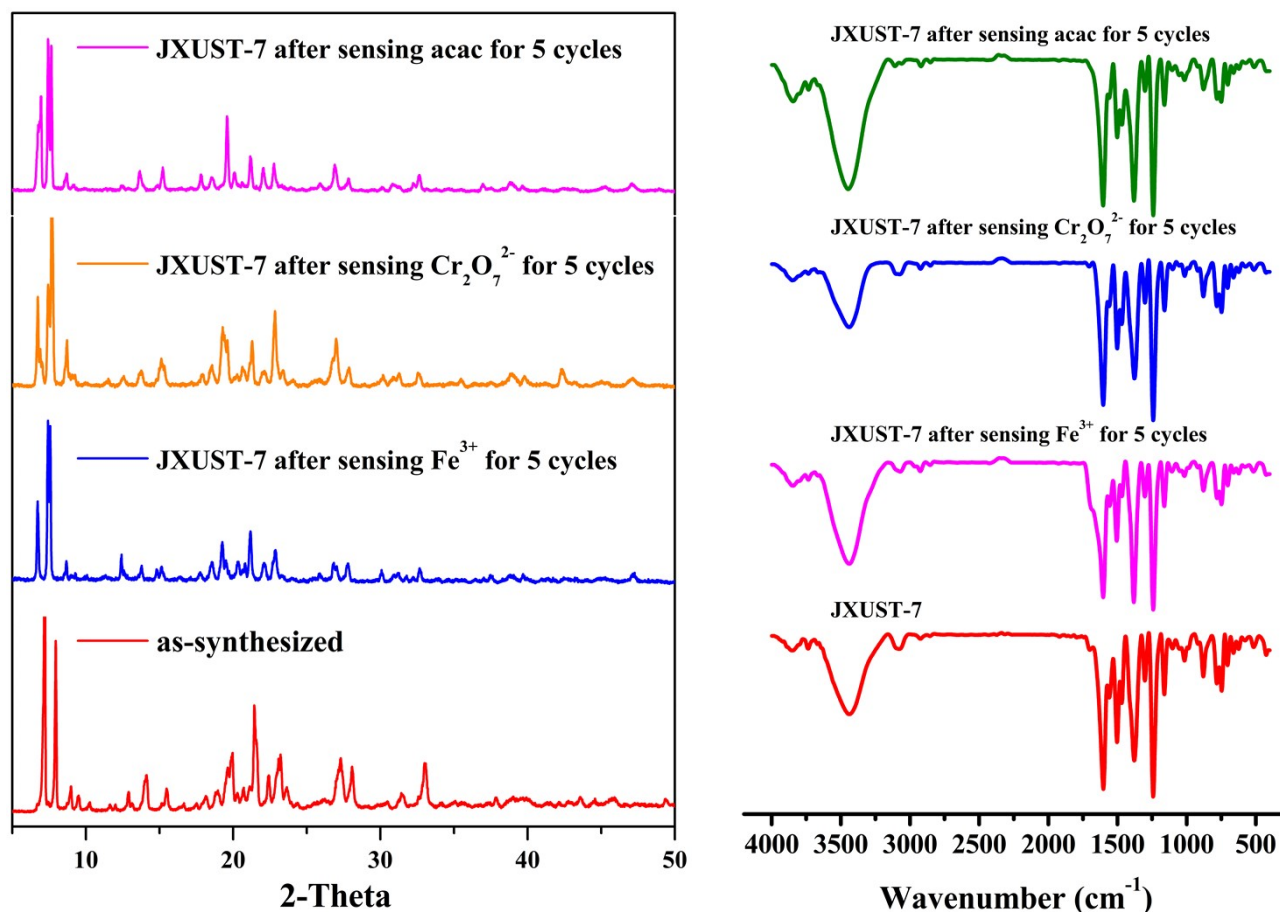 JXUST-7 after sensing acac for 5 cycles
JXUST-7 after sensing Cr₂O₇²⁻ for 5 cycles
JXUST-7 after sensing Fe³⁺ for 5 cycles
as-synthesized
10 20 30 40 50
2-Theta
JXUST-7 after sensing acac for 5 cycles
JXUST-7 after sensing Cr₂O₇²⁻ for 5 cycles
JXUST-7 after sensing Fe³⁺ for 5 cycles
JXUST-7
4000 3500 3000 2500 2000 1500 1000 500
Wavenumber (cm⁻¹)